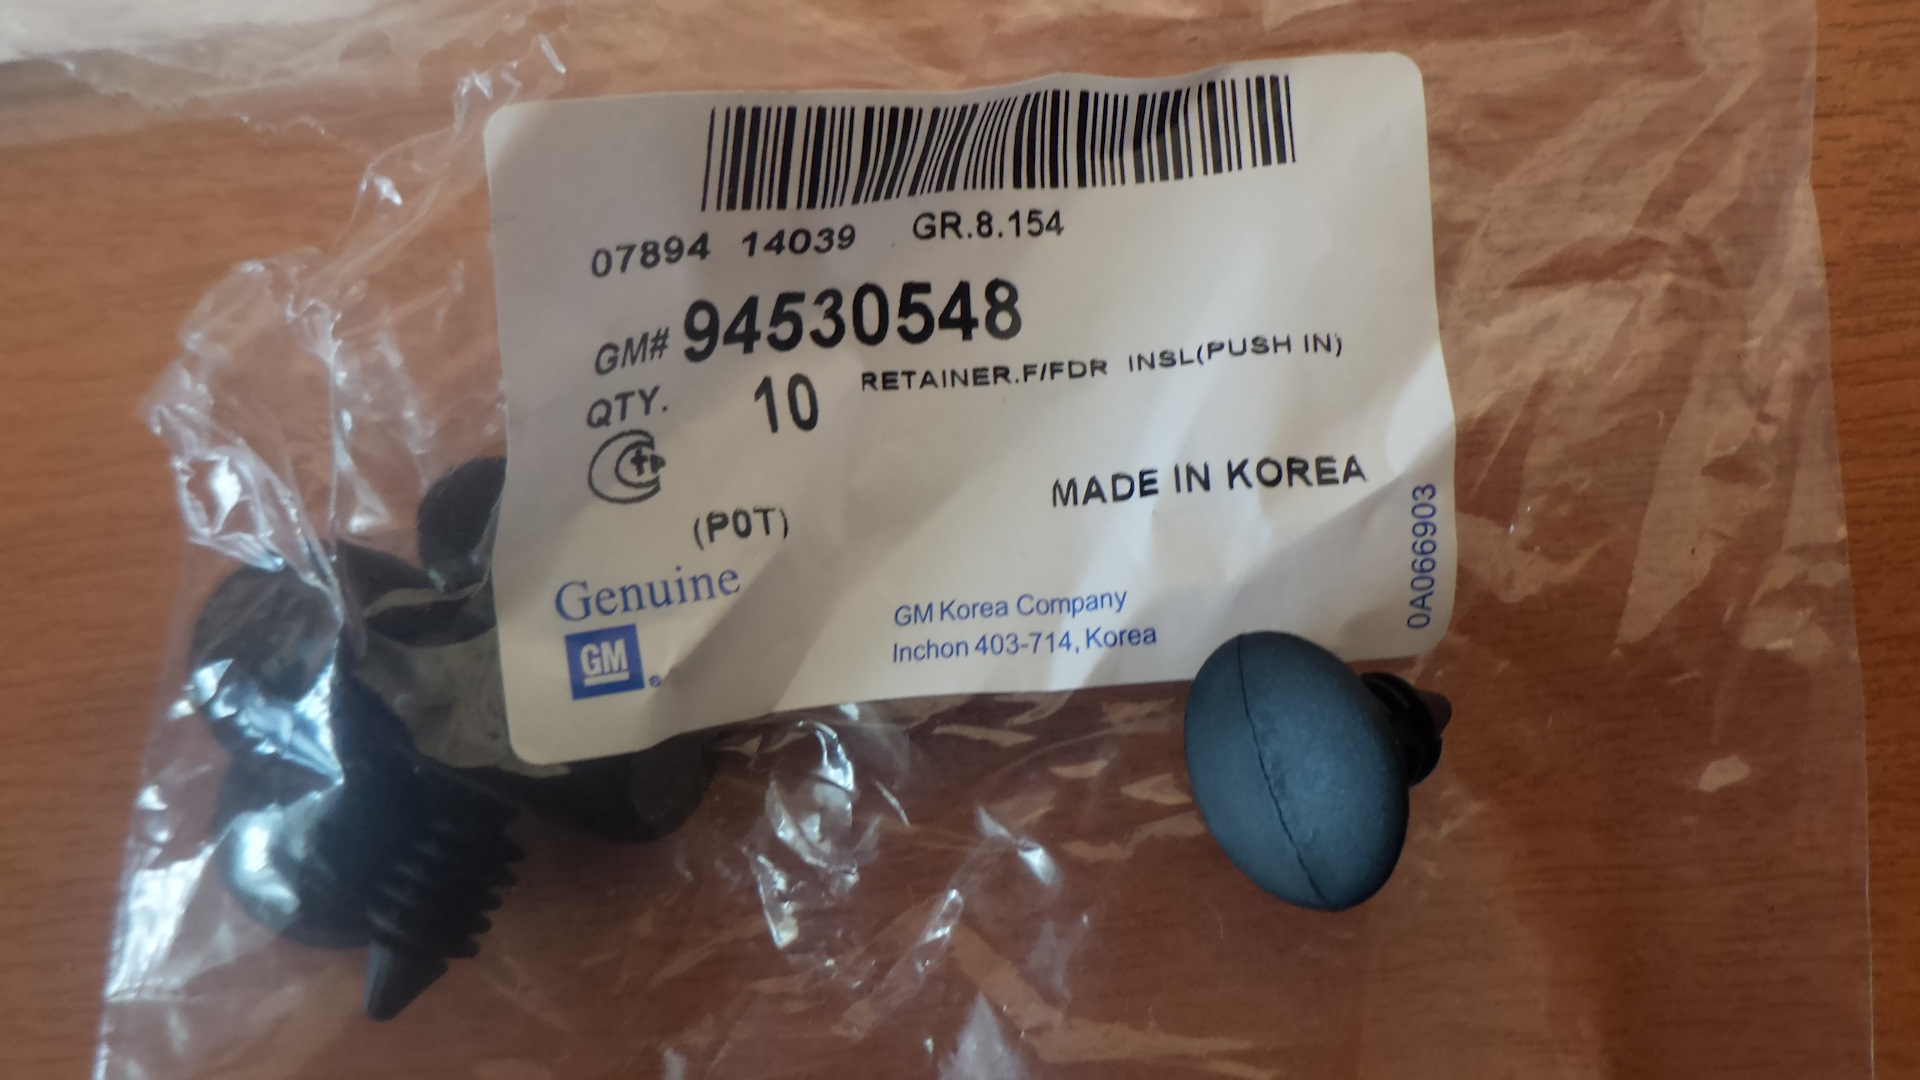 07894 14039 GR.8.154
GM# 94530548
QTY. 10 RETAINER.F/FDR INSL(PUSH IN)
MADE IN KOREA
(P0T)
Genuine
GM
GM Korea Company
Inchon 403-714, Korea
0A066903